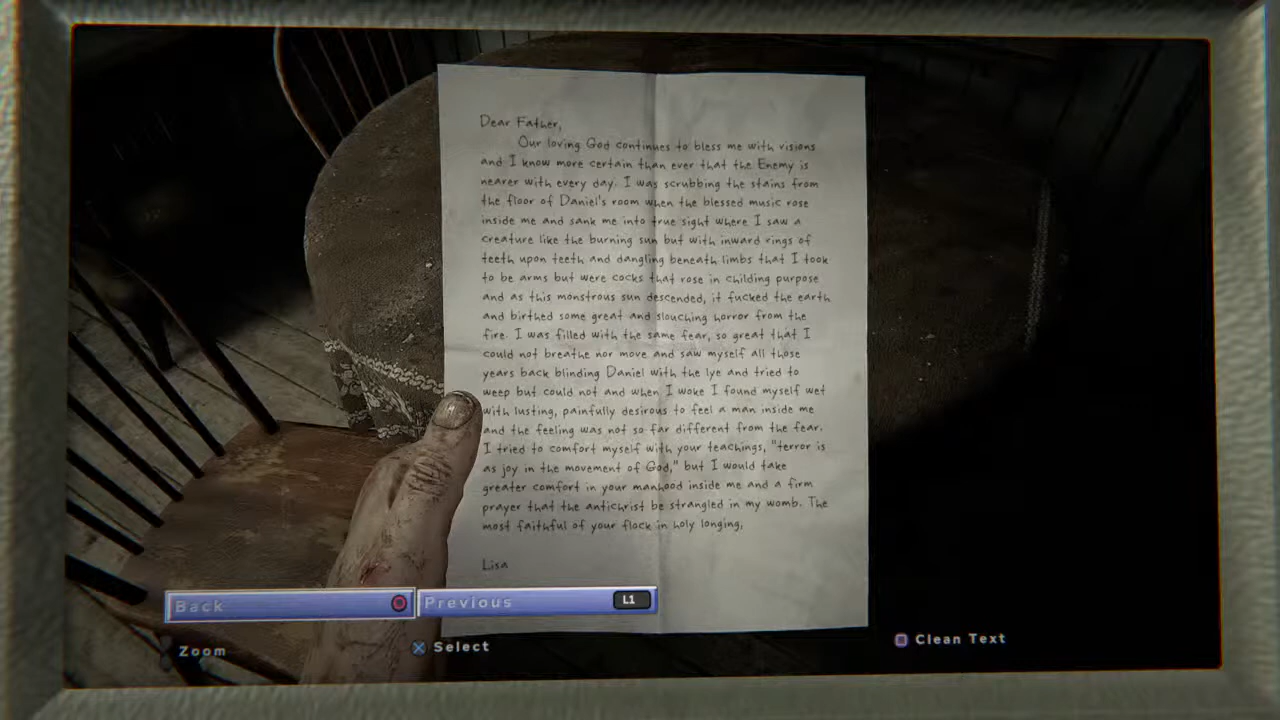 Dear Father,
Our loving God continues to bless me with visions
and I know more certain than ever that the Enemy is
nearer with every day. I was scrubbing the stains from
the floor of Daniel's room when the blessed music rose
inside me and sank me into true sight where I saw a
creature like the burning sun but with inward rings of
teeth upon teeth and dangling beneath limbs that I took
to be arms but were cocks that rose in childing purpose
and as this monstrous sun descended, it fucked the earth
and birthed some great and slouching horror from the
fire. I was filled with the same fear, so great that I
could not breathe nor move and saw myself all those
years back blinding Daniel with the lye and tried to
weep but could not and when I woke I found myself wet
with lusting, painfully desirous to feel a man inside me
and the feeling was not so far different from the fear.
I tried to comfort myself with your teachings, "terror is
as joy in the movement of God," but I would take
greater comfort in your manhood inside me and a firm
prayer that the antichrist be strangled in my womb. The
most faithful of your flock in holy longing,
Lisa
Back
Previous L1
Zoom
Select
Clean Text